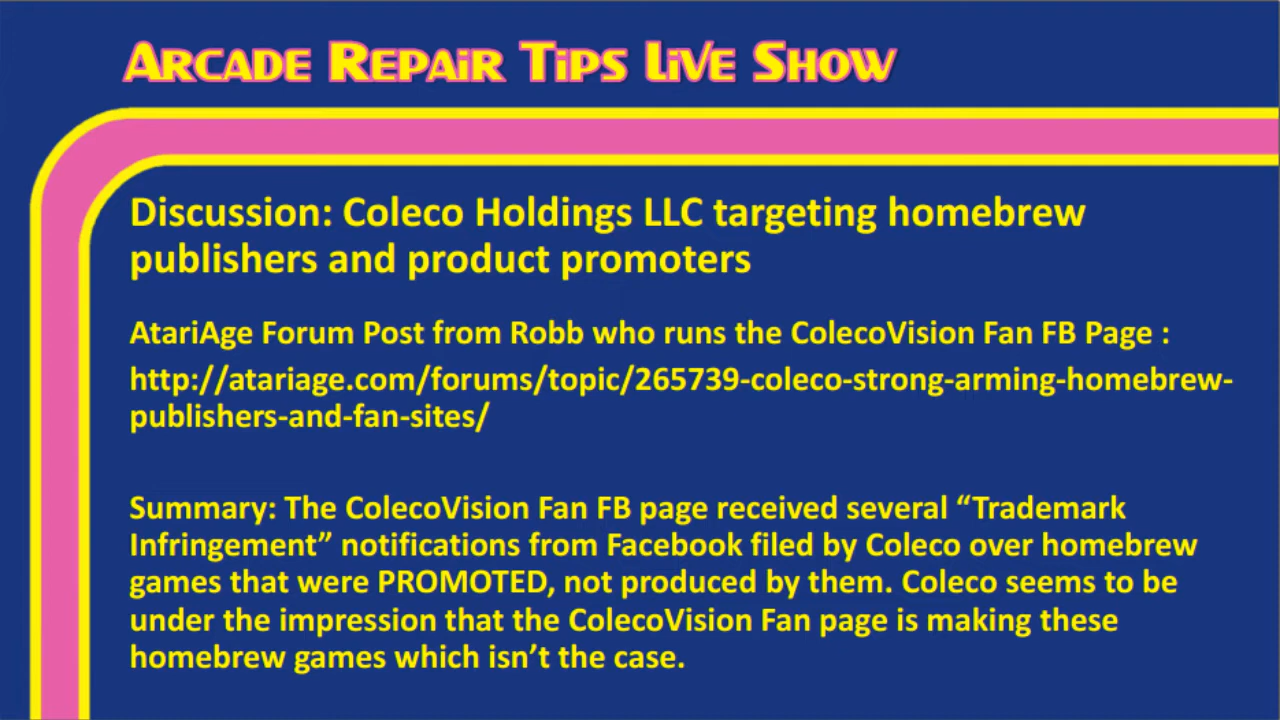 Arcade Repair Tips Live Show
Discussion: Coleco Holdings LLC targeting homebrew
publishers and product promoters
AtariAge Forum Post from Robb who runs the ColecoVision Fan FB Page :
http://atariage.com/forums/topic/265739-coleco-strong-arming-homebrew-
publishers-and-fan-sites/
Summary: The ColecoVision Fan FB page received several “Trademark
Infringement” notifications from Facebook filed by Coleco over homebrew
games that were PROMOTED, not produced by them. Coleco seems to be
under the impression that the ColecoVision Fan page is making these
homebrew games which isn’t the case.